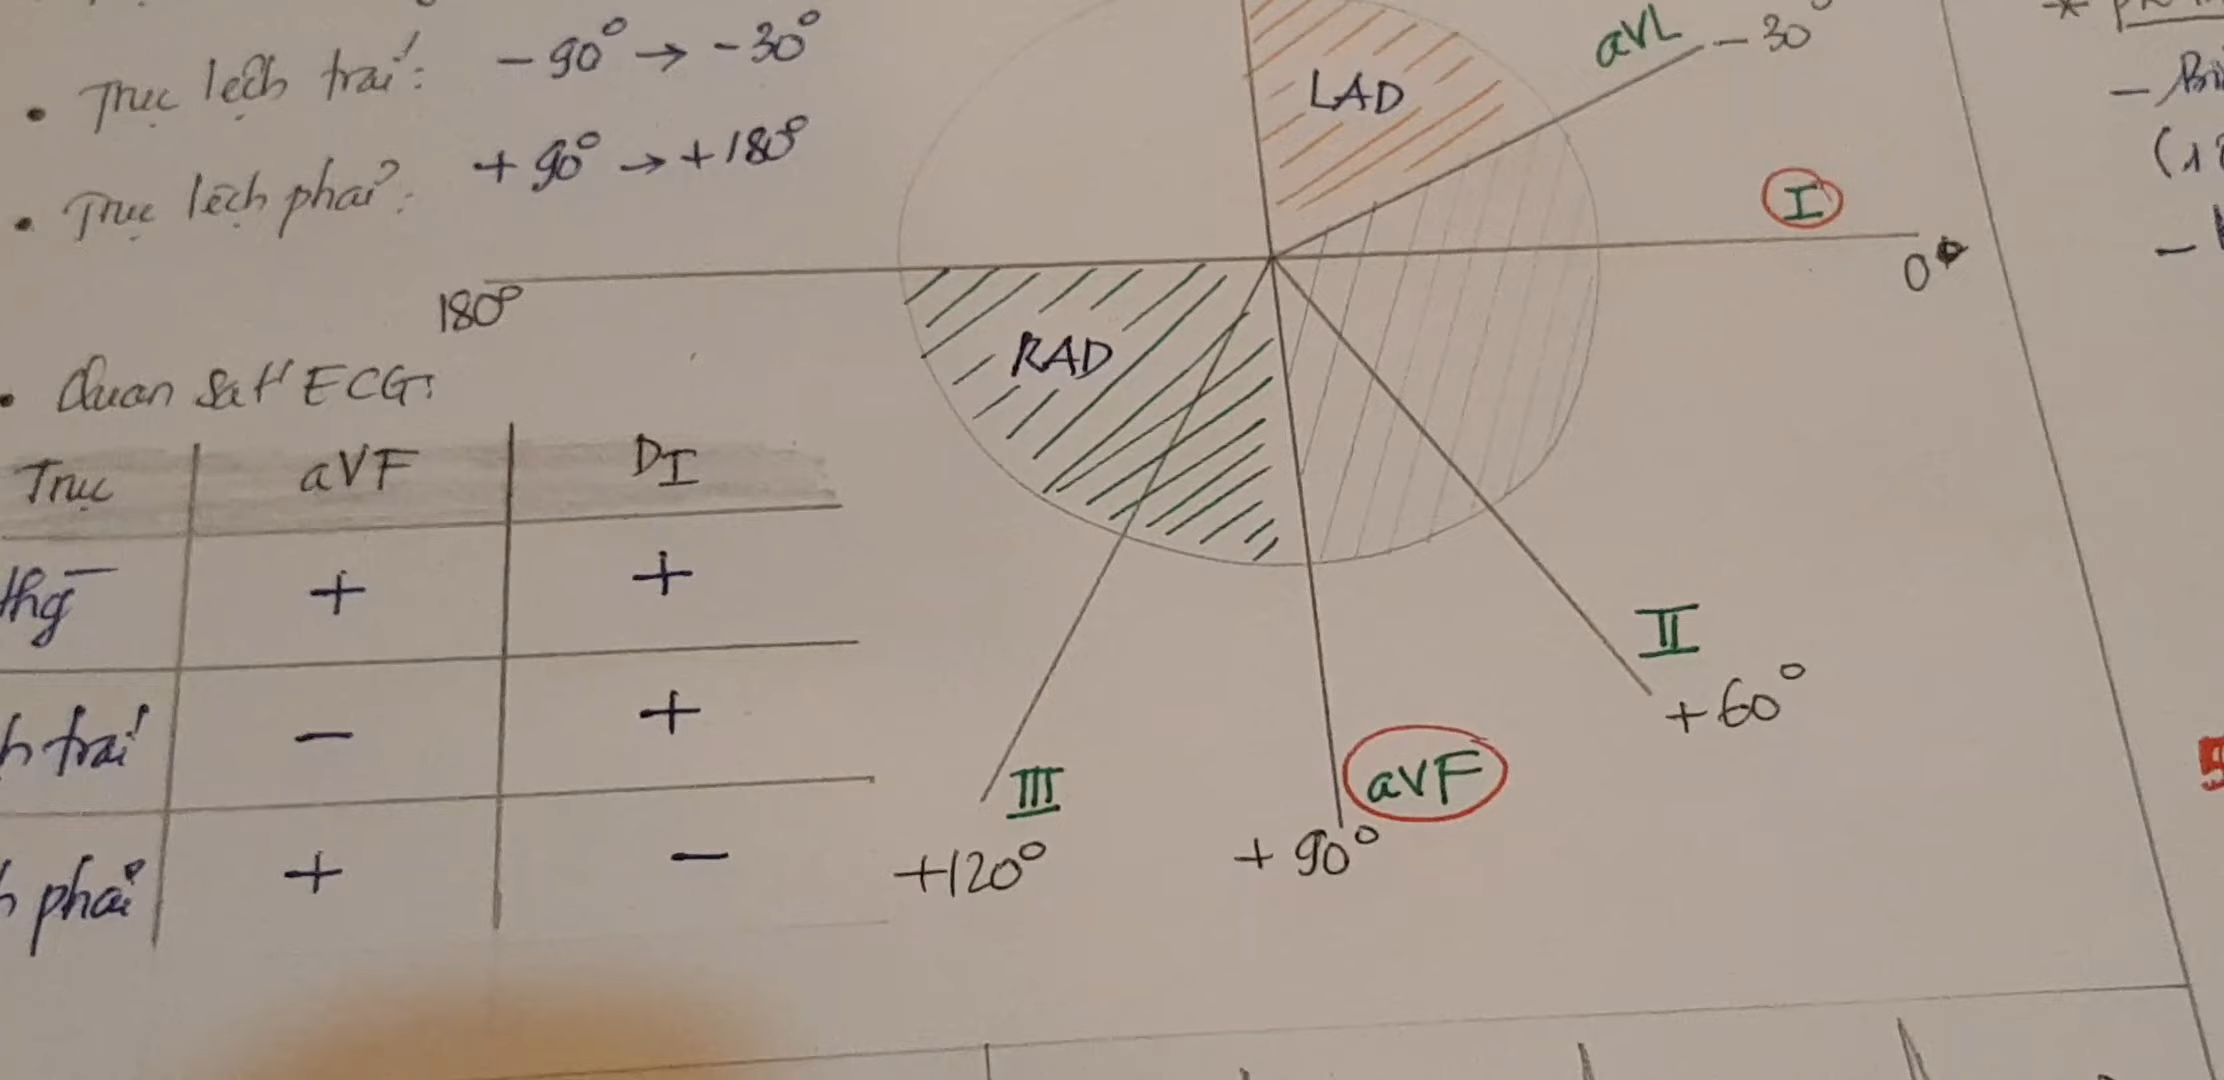 • Trục lệch trái: -90° → -30°
• Trục lệch phải: +90° → +180°
LAD
aVL
-30°
I
0°
180°
RAD
• Quan sát ECG:
Trục aVF DI
+ +
trái - +
phải + -
II
+60°
aVF
+90°
III
+120°